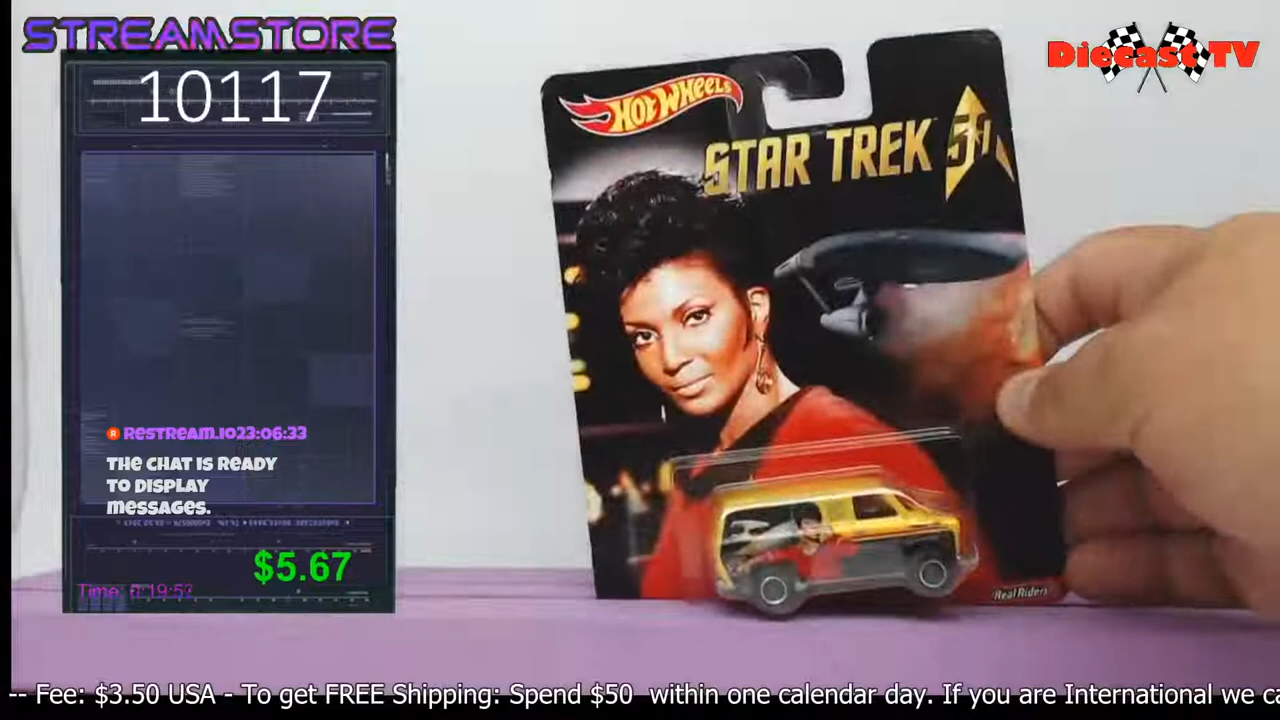 STREAMSTORE
10117
Restream.io 23:06:33
The chat is ready
to display
messages.
$5.67
Diecast TV
Hot Wheels
STAR TREK 50
Real Riders
-- Fee: $3.50 USA - To get FREE Shipping: Spend $50 within one calendar day. If you are International we ca